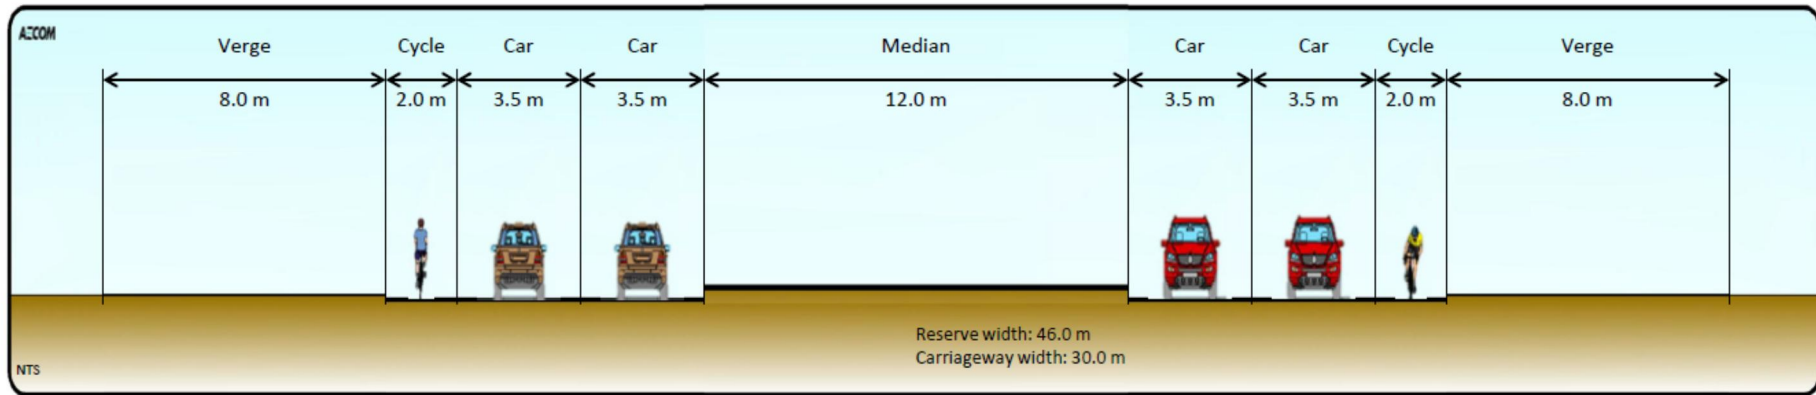 AECOM
Verge Cycle Car Car Median Car Car Cycle Verge
8.0 m 2.0 m 3.5 m 3.5 m 12.0 m 3.5 m 3.5 m 2.0 m 8.0 m
Reserve width: 46.0 m
Carriageway width: 30.0 m
NTS